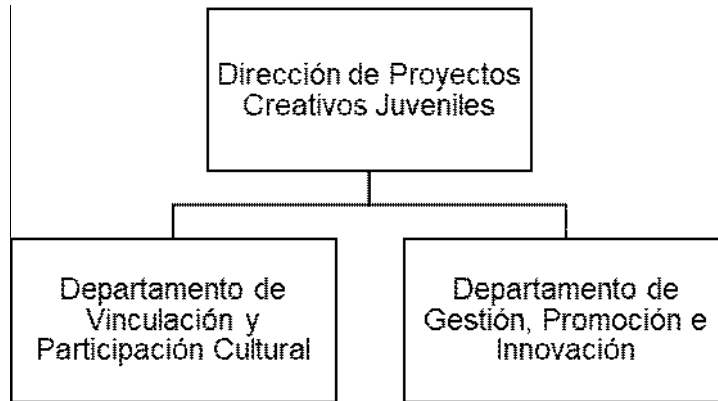 Dirección de Proyectos
Creativos Juveniles
Departamento de
Vinculación y
Participación Cultural
Departamento de
Gestión, Promoción e
Innovación